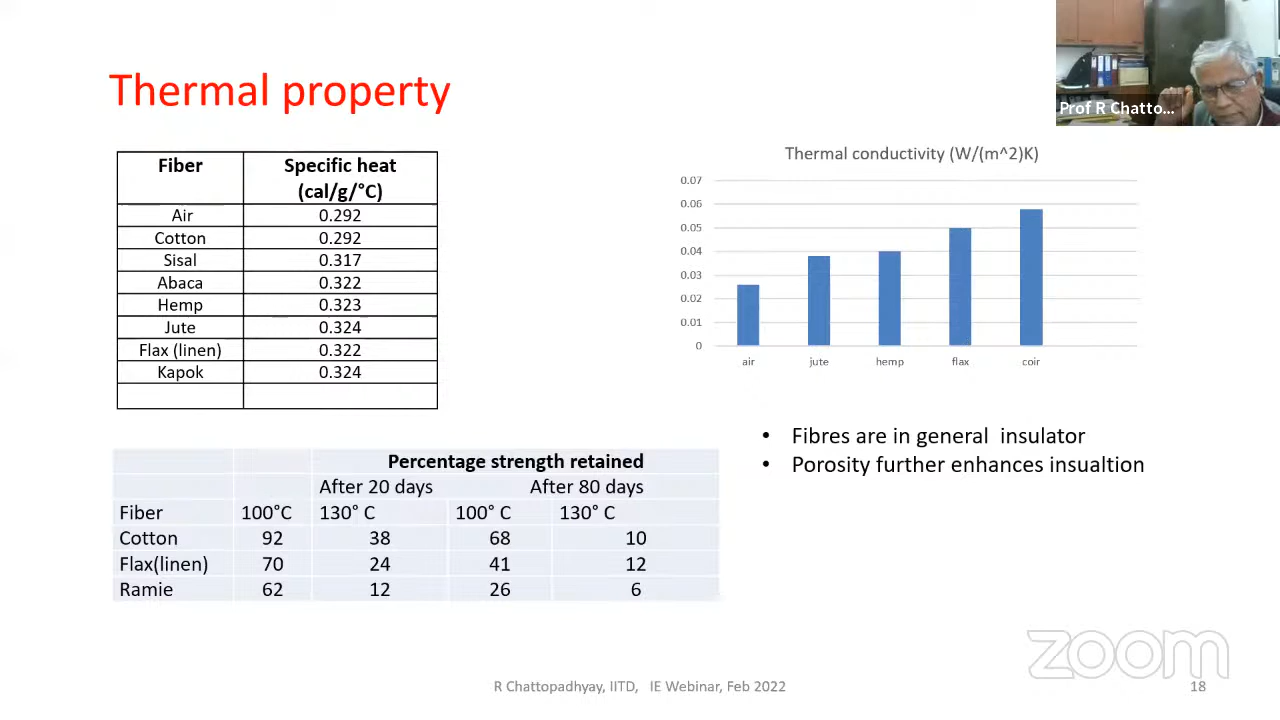 Thermal property
Prof R Chatto...
Fiber Specific heat
(cal/g/°C)
Air 0.292
Cotton 0.292
Sisal 0.317
Abaca 0.322
Hemp 0.323
Jute 0.324
Flax (linen) 0.322
Kapok 0.324
Thermal conductivity (W/(m^2)K)
0.07
0.06
0.05
0.04
0.03
0.02
0.01
0
air jute hemp flax coir
• Fibres are in general insulator
• Porosity further enhances insualtion
Percentage strength retained
After 20 days After 80 days
Fiber 100°C 130° C 100° C 130° C
Cotton 92 38 68 10
Flax(linen) 70 24 41 12
Ramie 62 12 26 6
zoom
R Chattopadhyay, IITD, IE Webinar, Feb 2022 18